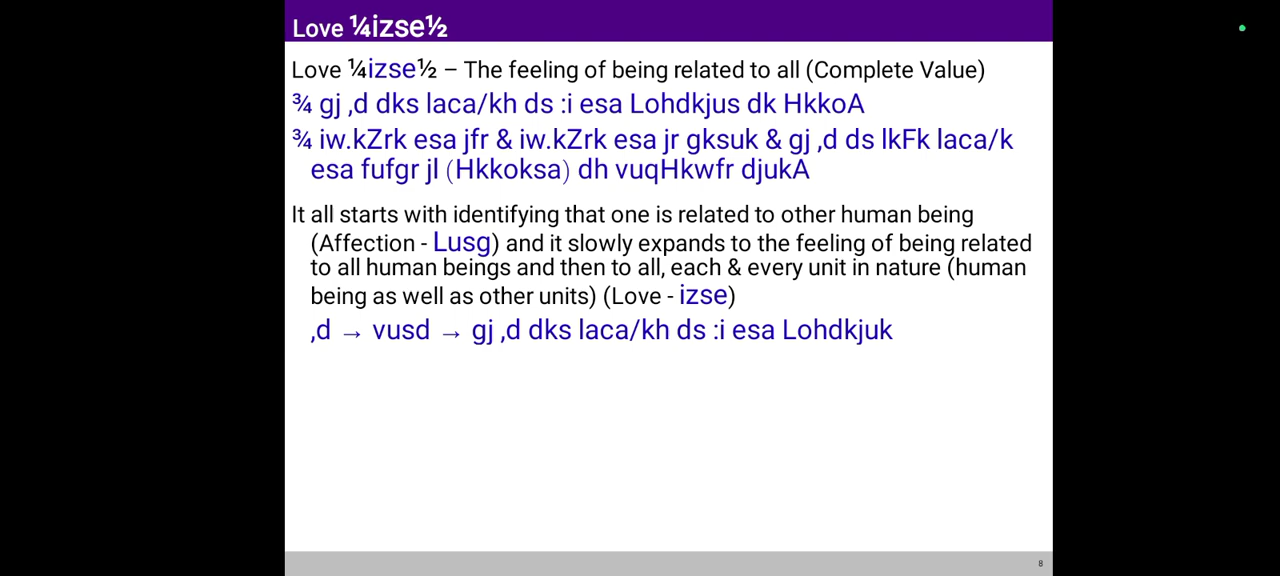 Love ¼izse½
Love ¼izse½ – The feeling of being related to all (Complete Value)
¾ gj ,d dks laca/kh ds :i esa Lohdkjus dk HkkoA
¾ iw.kZrk esa jfr & iw.kZrk esa jr gksuk & gj ,d ds lkFk laca/k
esa fufgr jl (Hkkoksa) dh vuqHkwfr djukA
It all starts with identifying that one is related to other human being
(Affection - Lusg) and it slowly expands to the feeling of being related
to all human beings and then to all, each & every unit in nature (human
being as well as other units) (Love - izse)
,d → vusd → gj ,d dks laca/kh ds :i esa Lohdkjuk
8